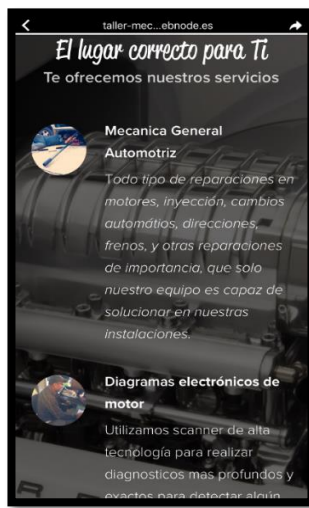 taller-mec...ebnode.es
El lugar correcto para Ti
Te ofrecemos nuestros servicios
Mecanica General
Automotriz
Todo tipo de reparaciones en
motores, inyección, cambios
automátios, direcciones,
frenos, y otras reparaciones
de importancia, que solo
nuestro equipo es capaz de
solucionar en nuestras
instalaciones.
Diagramas electrónicos de
motor
Utilizamos scanner de alta
tecnología para realizar
diagnosticos mas profundos y
exactos para detectar algún